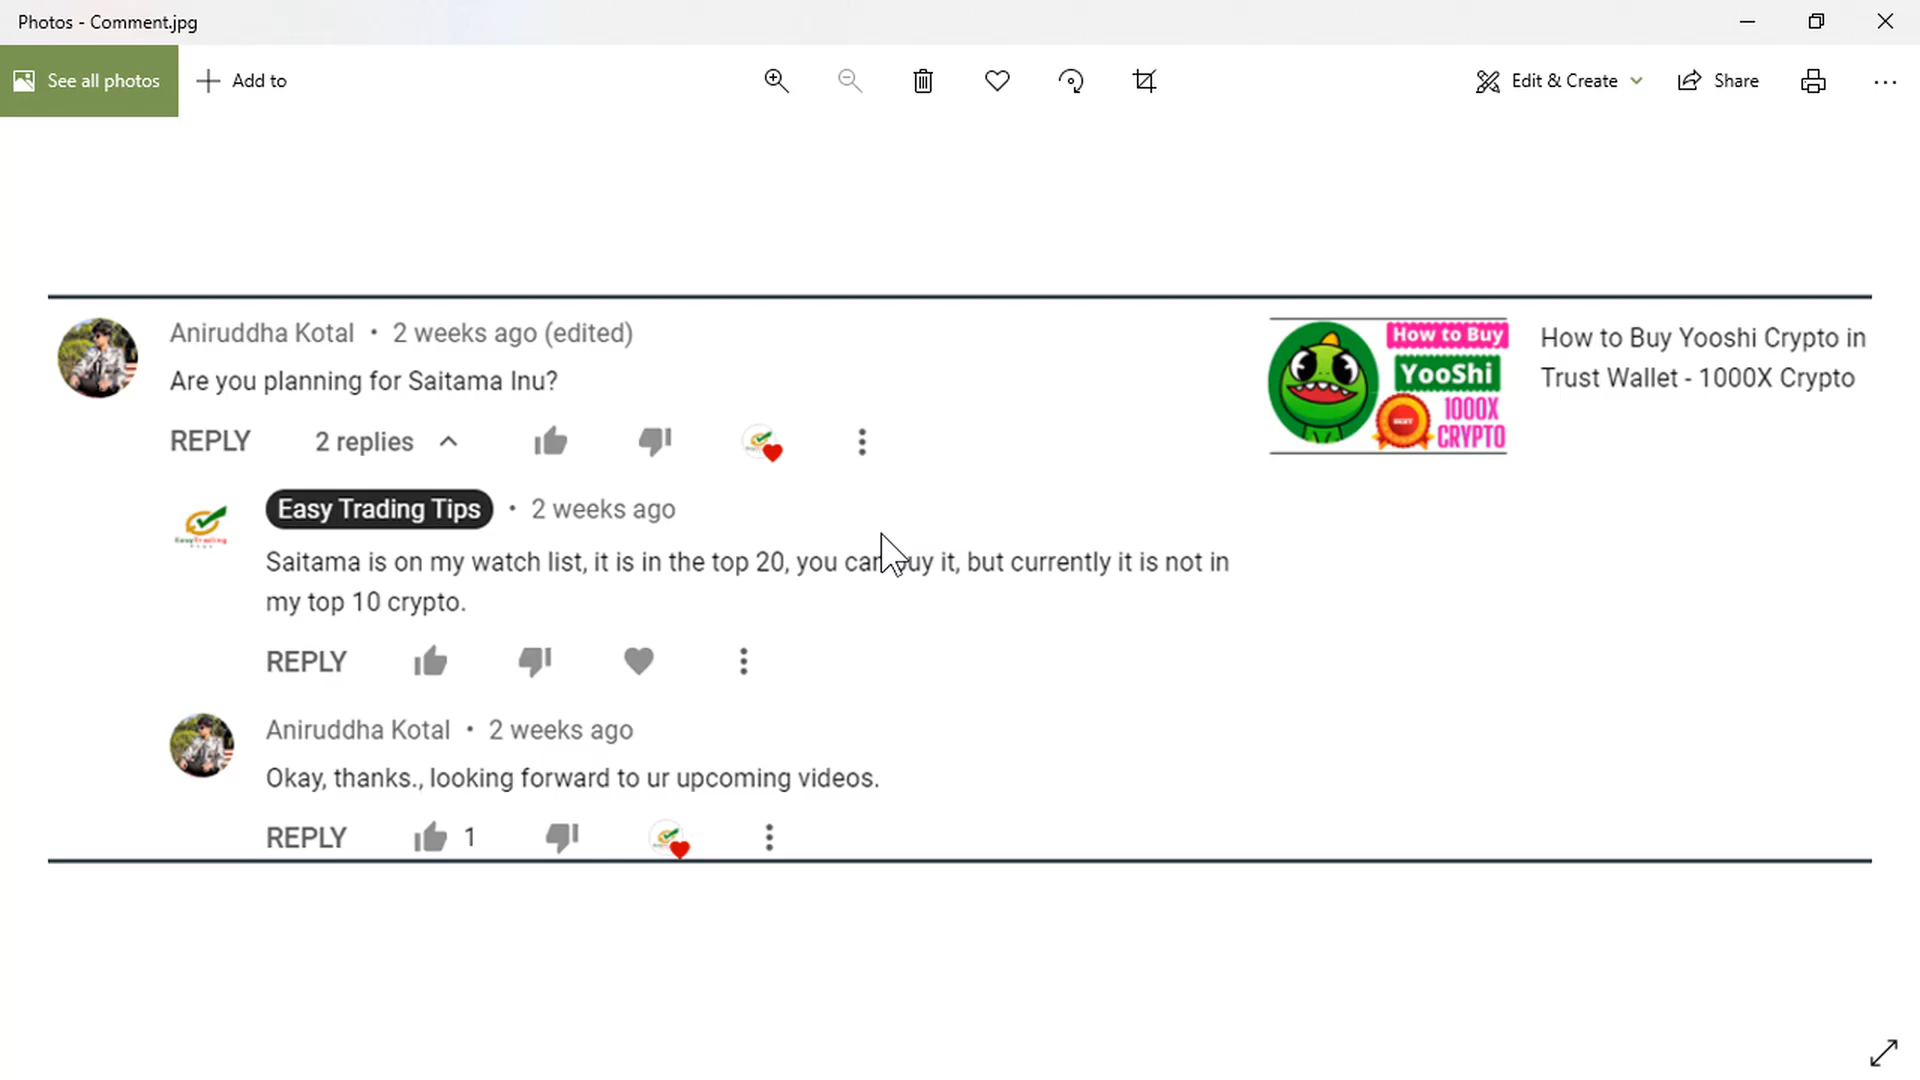 Photos - Comment.jpg
See all photos
Add to
Edit & Create
Share
Aniruddha Kotal • 2 weeks ago (edited)
Are you planning for Saitama Inu?
REPLY 2 replies
Easy Trading Tips • 2 weeks ago
Saitama is on my watch list, it is in the top 20, you can buy it, but currently it is not in
my top 10 crypto.
REPLY
Aniruddha Kotal • 2 weeks ago
Okay, thanks., looking forward to ur upcoming videos.
REPLY 1
How to Buy
YooShi
BEST
1000X
CRYPTO
How to Buy Yooshi Crypto in
Trust Wallet - 1000X Crypto